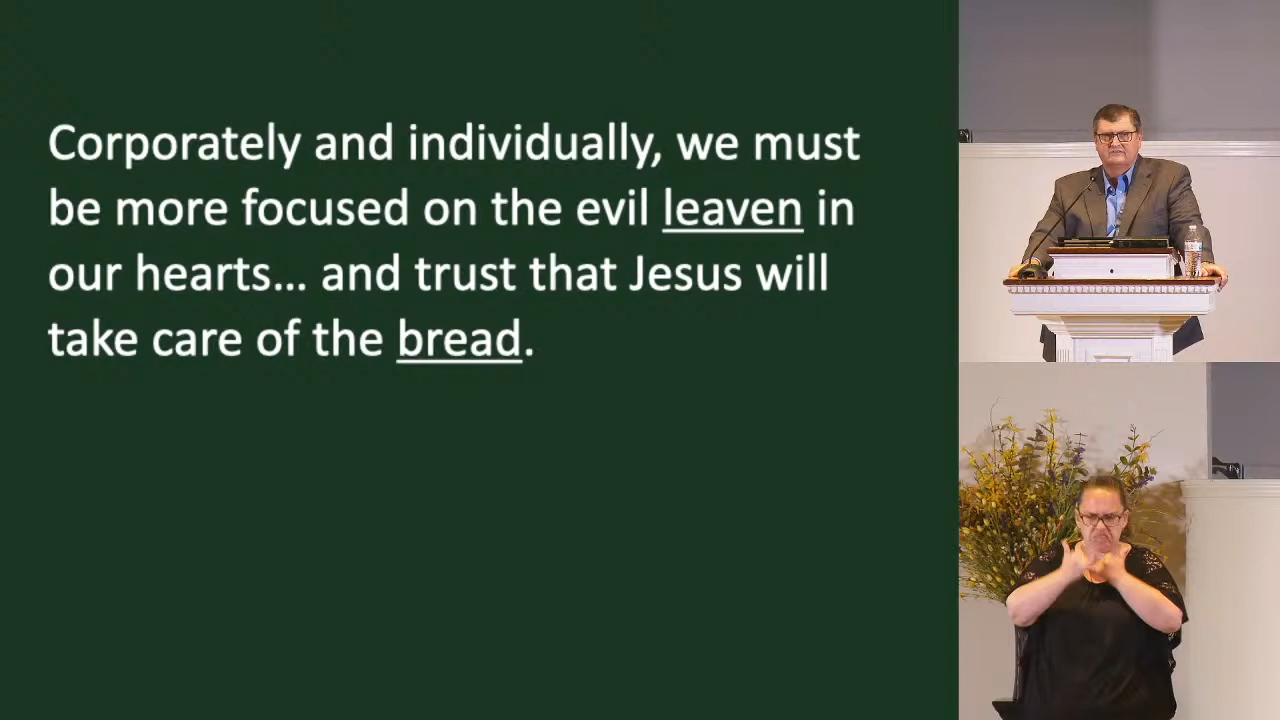 Corporately and individually, we must
be more focused on the evil leaven in
our hearts... and trust that Jesus will
take care of the bread.